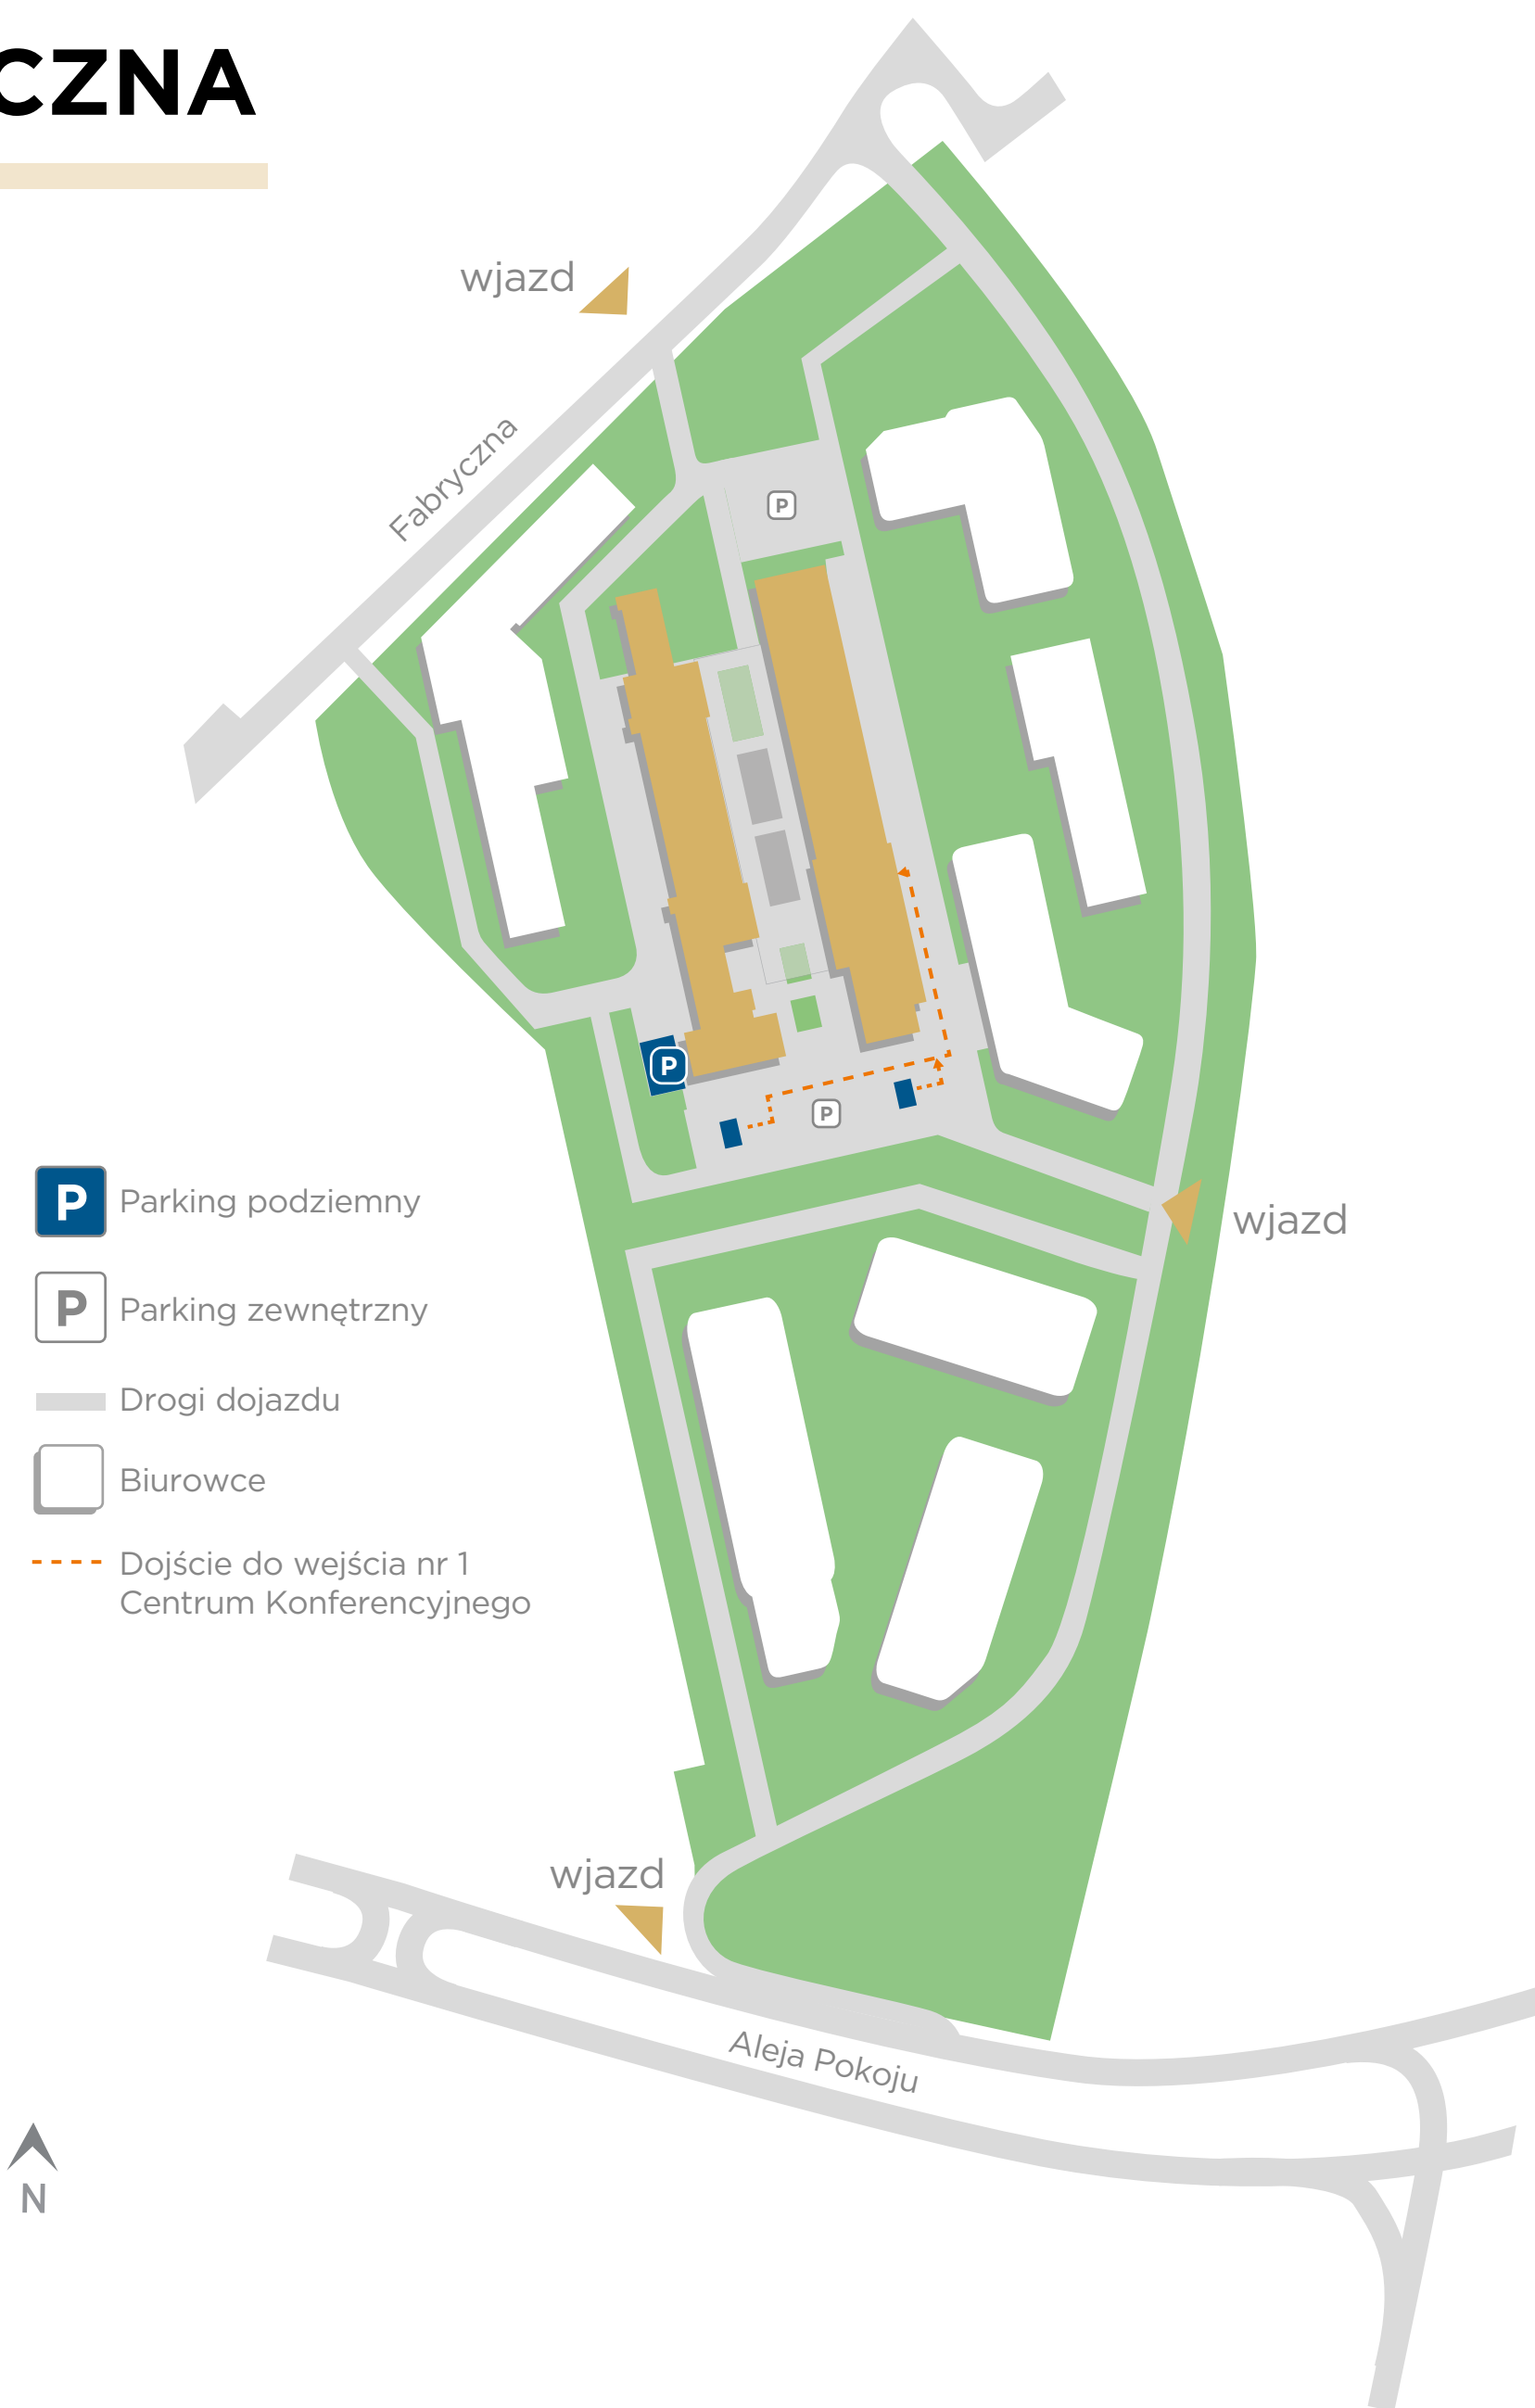 CZNA
wjazd
Fabryczna
P
P
P
P Parking podziemny
wjazd
P Parking zewnętrzny
Drogi dojazdu
Biurowce
Dojście do wejścia nr 1
Centrum Konferencyjnego
wjazd
Aleja Pokoju
N